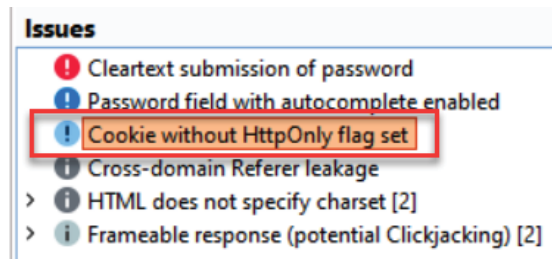 Issues
Cleartext submission of password
Password field with autocomplete enabled
Cookie without HttpOnly flag set
Cross-domain Referer leakage
> HTML does not specify charset [2]
> Frameable response (potential Clickjacking) [2]